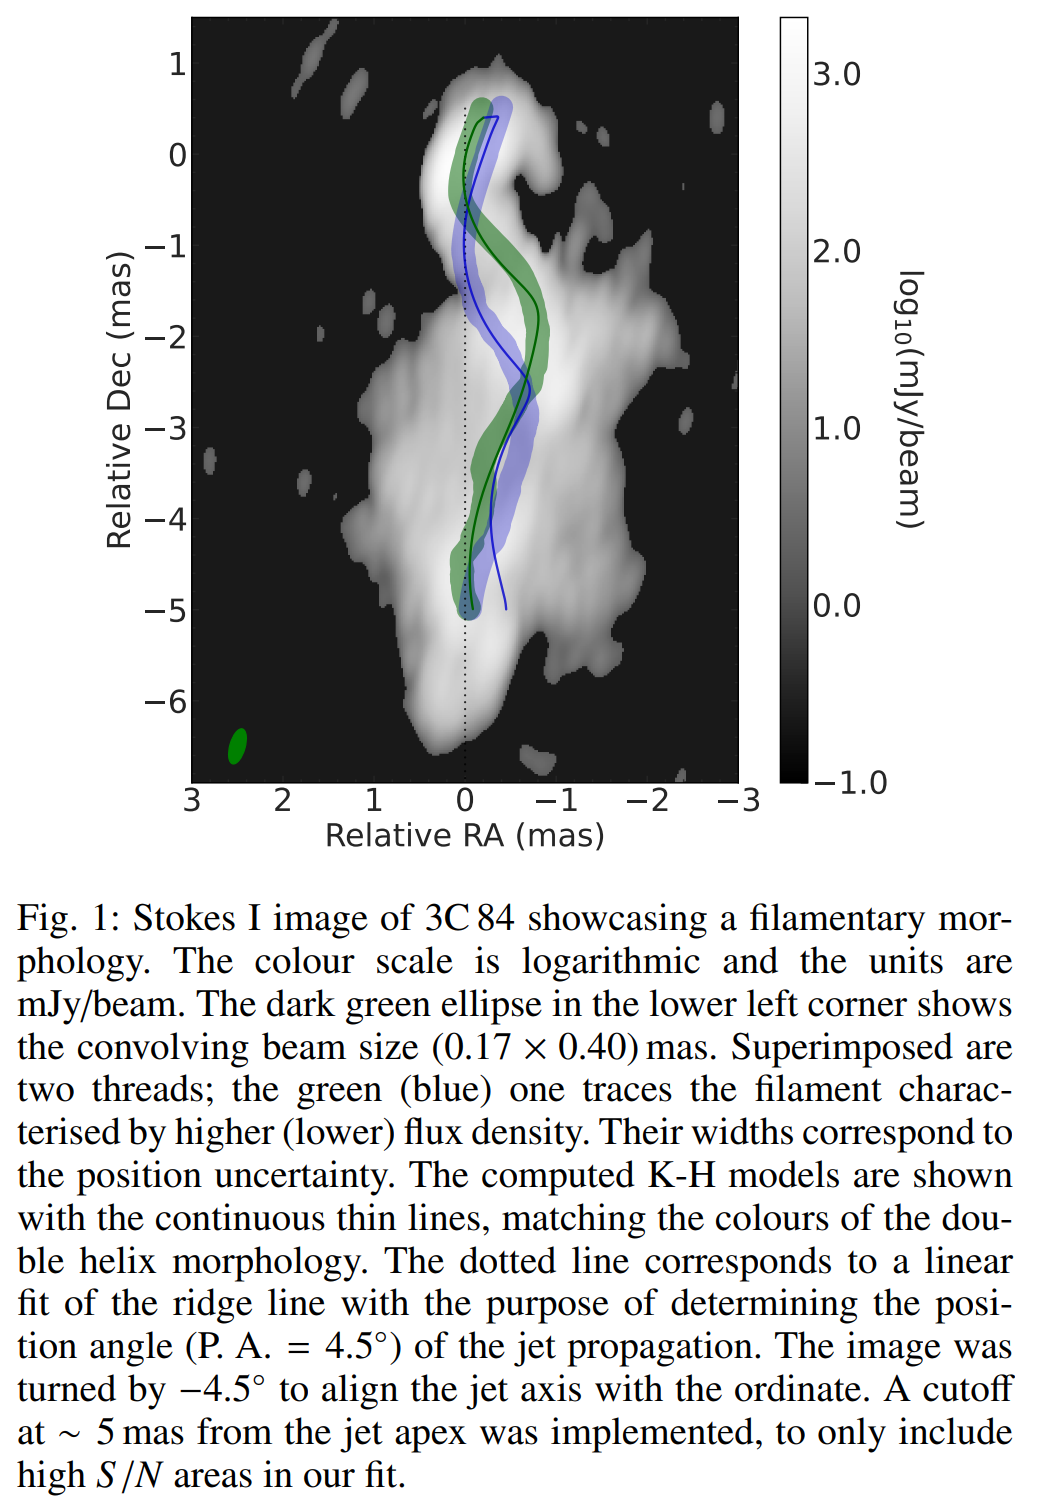 1
0
−1
−2
−3
−4
−5
−6
Relative Dec (mas)
3 2 1 0 −1 −2 −3
Relative RA (mas)
3.0
2.0
1.0
0.0
−1.0
log₁₀(mJy/beam)
Fig. 1: Stokes I image of 3C 84 showcasing a filamentary mor-
phology. The colour scale is logarithmic and the units are
mJy/beam. The dark green ellipse in the lower left corner shows
the convolving beam size (0.17 × 0.40) mas. Superimposed are
two threads; the green (blue) one traces the filament charac-
terised by higher (lower) flux density. Their widths correspond to
the position uncertainty. The computed K-H models are shown
with the continuous thin lines, matching the colours of the dou-
ble helix morphology. The dotted line corresponds to a linear
fit of the ridge line with the purpose of determining the posi-
tion angle (P. A. = 4.5°) of the jet propagation. The image was
turned by −4.5° to align the jet axis with the ordinate. A cutoff
at ~ 5 mas from the jet apex was implemented, to only include
high S/N areas in our fit.